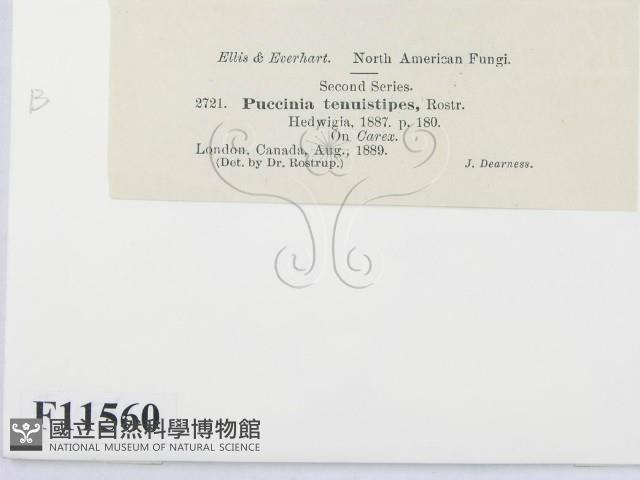 B
Ellis & Everhart. North American Fungi.
Second Series.
2721. Puccinia tenuistipes, Rostr.
Hedwigia, 1887. p. 180.
On Carex.
London, Canada, Aug., 1889.
(Det. by Dr. Rostrup.) J. Dearness.
F11560
國立自然科學博物館
NATIONAL MUSEUM OF NATURAL SCIENCE